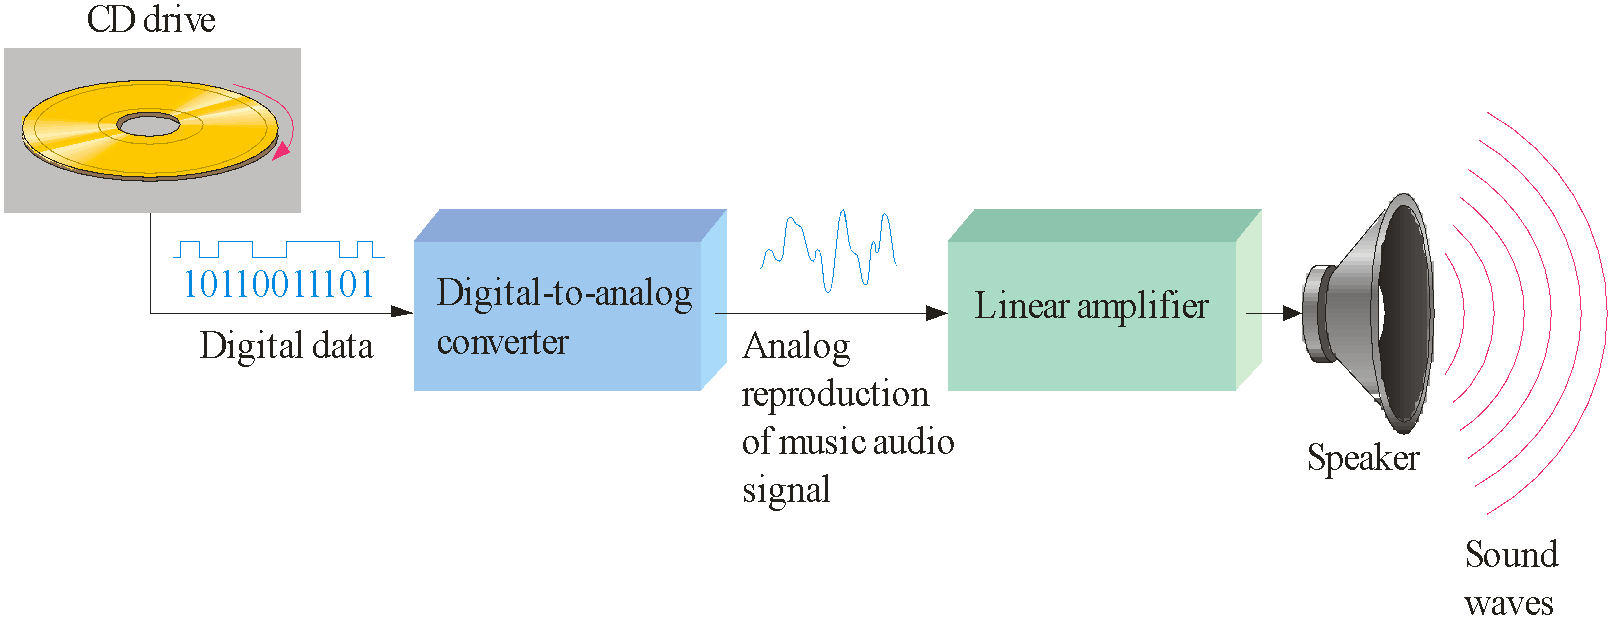 CD drive
10110011101
Digital data
Digital-to-analog
converter
Analog
reproduction
of music audio
signal
Linear amplifier
Speaker
Sound
waves